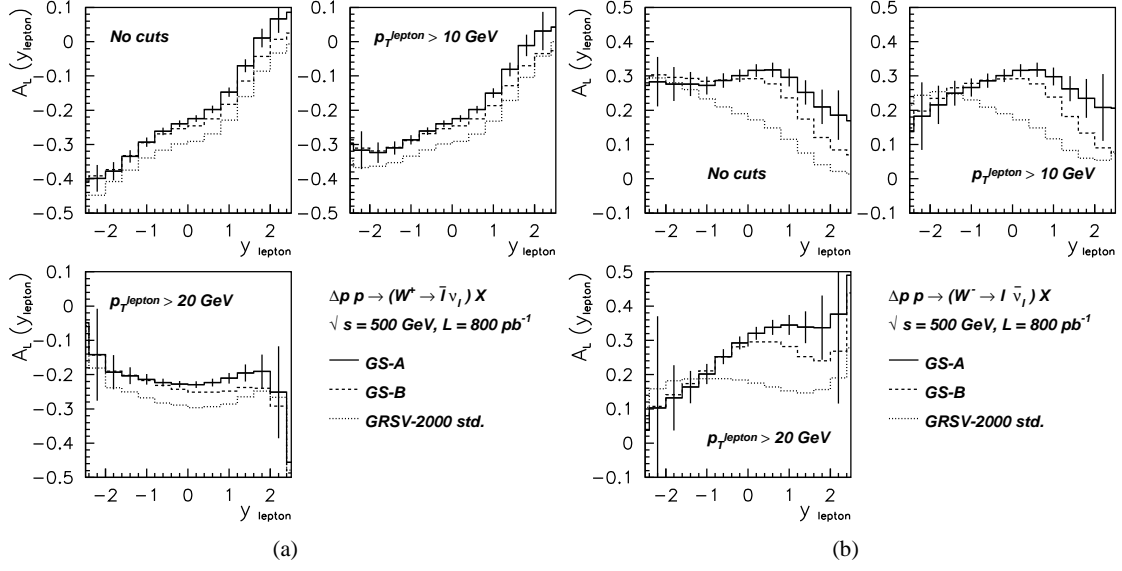 A_L (y_lepton)
0.1
0
−0.1
−0.2
−0.3
−0.4
−0.5
No cuts
−2 −1 0 1 2
y lepton
0.1
0
−0.1
−0.2
−0.3
−0.4
−0.5
p_T^lepton > 10 GeV
−2 −1 0 1 2
y lepton
A_L (y_lepton)
0.1
0
−0.1
−0.2
−0.3
−0.4
−0.5
p_T^lepton > 20 GeV
−2 −1 0 1 2
y lepton
Δp p → (W⁺ → l̄ ν_l ) X
√ s = 500 GeV, L = 800 pb⁻¹
GS-A
GS-B
GRSV-2000 std.
(a)
A_L (y_lepton)
0.5
0.4
0.3
0.2
0.1
0
−0.1
No cuts
−2 −1 0 1 2
y lepton
0.5
0.4
0.3
0.2
0.1
0
−0.1
p_T^lepton > 10 GeV
−2 −1 0 1 2
y lepton
A_L (y_lepton)
0.5
0.4
0.3
0.2
0.1
0
−0.1
p_T^lepton > 20 GeV
−2 −1 0 1 2
y lepton
Δp p → (W⁻ → l ν̄_l ) X
√ s = 500 GeV, L = 800 pb⁻¹
GS-A
GS-B
GRSV-2000 std.
(b)